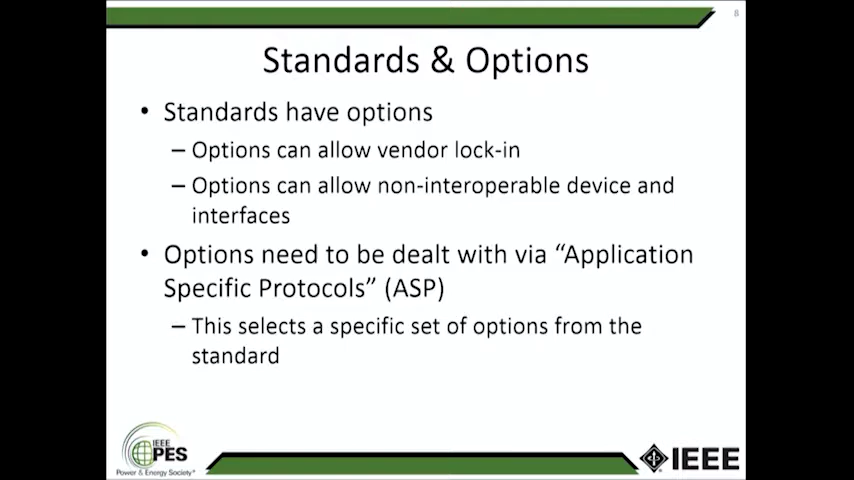 8
Standards & Options
• Standards have options
– Options can allow vendor lock-in
– Options can allow non-interoperable device and
interfaces
• Options need to be dealt with via “Application
Specific Protocols” (ASP)
– This selects a specific set of options from the
standard
IEEE
PES
Power & Energy Society®
IEEE